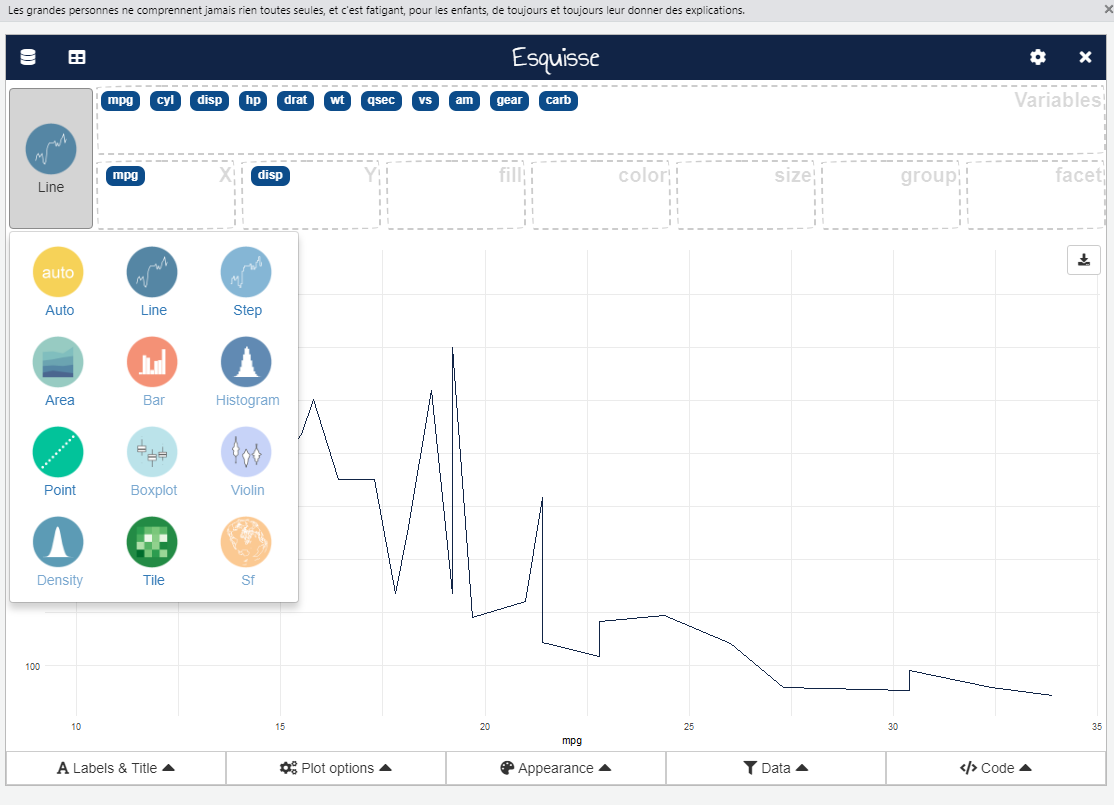 Les grandes personnes ne comprennent jamais rien toutes seules, et c'est fatigant, pour les enfants, de toujours et toujours leur donner des explications.
Esquisse
mpg cyl disp hp drat wt qsec vs am gear carb Variables
Line
mpg X disp Y fill color size group facet
auto
Auto Line Step
Area Bar Histogram
Point Boxplot Violin
Density Tile Sf
100
10 15 20 25 30 35
mpg
Labels & Title Plot options Appearance Data Code